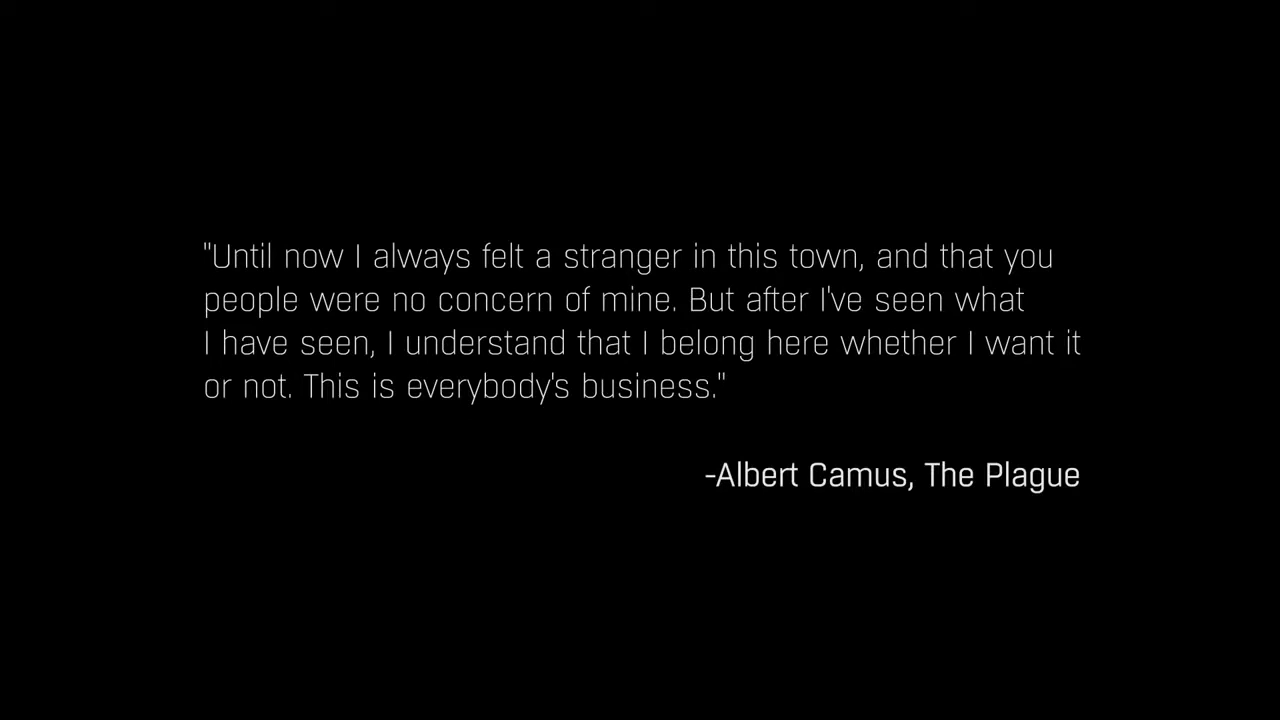 "Until now I always felt a stranger in this town, and that you
people were no concern of mine. But after I've seen what
I have seen, I understand that I belong here whether I want it
or not. This is everybody's business."
-Albert Camus, The Plague